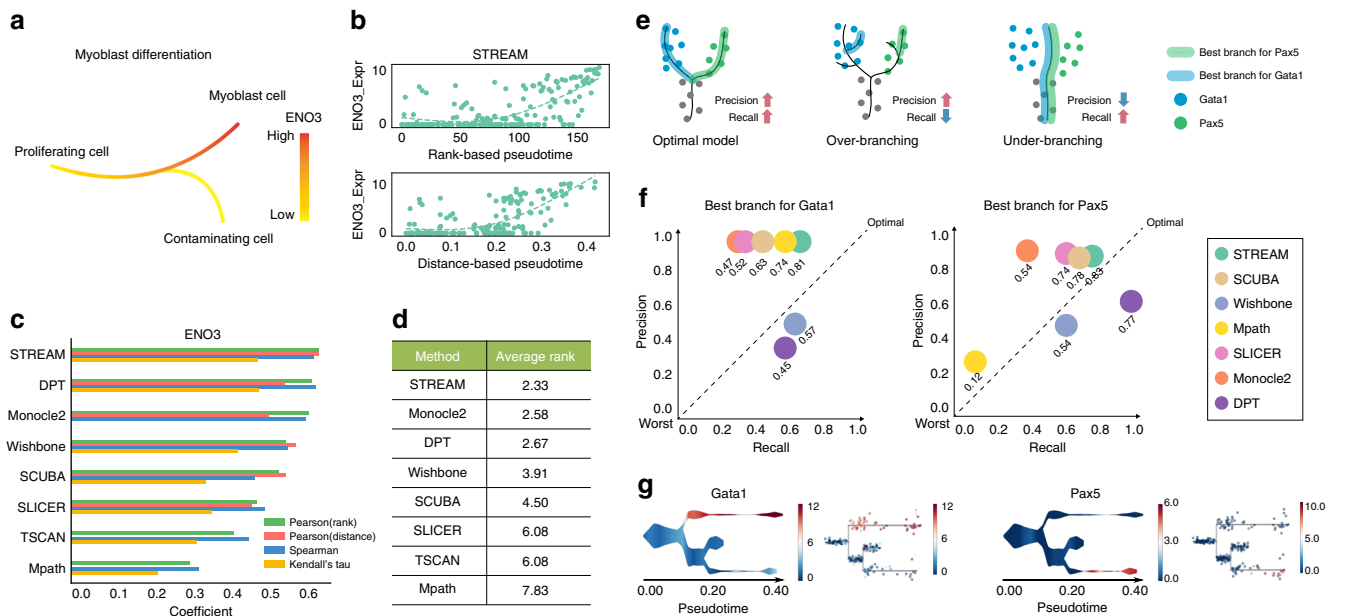 a
Myoblast differentiation
Myoblast cell
Proliferating cell
Contaminating cell
ENO3
High
Low
b
STREAM
ENO3_Expr
10
0
0 50 100 150
Rank-based pseudotime
ENO3_Expr
10
0
0.0 0.1 0.2 0.3 0.4
Distance-based pseudotime
c
ENO3
STREAM
DPT
Monocle2
Wishbone
SCUBA
SLICER
TSCAN
Mpath
Pearson(rank)
Pearson(distance)
Spearman
Kendall's tau
0.0 0.1 0.2 0.3 0.4 0.5 0.6
Coefficient
d
Method Average rank
STREAM 2.33
Monocle2 2.58
DPT 2.67
Wishbone 3.91
SCUBA 4.50
SLICER 6.08
TSCAN 6.08
Mpath 7.83
e
Precision
Recall
Optimal model
Precision
Recall
Over-branching
Precision
Recall
Under-branching
Best branch for Pax5
Best branch for Gata1
Gata1
Pax5
f
Best branch for Gata1
Optimal
1.0
0.8
0.6
0.4
0.2
0.0
Precision
0.47
0.52
0.63
0.74
0.81
0.57
0.45
Worst
0.0 0.2 0.4 0.6 0.8 1.0
Recall
Best branch for Pax5
Optimal
1.0
0.8
0.6
0.4
0.2
0.0
Precision
0.54
0.74
0.78
0.83
0.77
0.54
0.12
Worst
0.0 0.2 0.4 0.6 0.8 1.0
Recall
STREAM
SCUBA
Wishbone
Mpath
SLICER
Monocle2
DPT
g
Gata1
12
6
0
0.00 0.20 0.40
Pseudotime
12
6
0
Pax5
6.0
3.0
0.0
0.00 0.20 0.40
Pseudotime
10.0
5.0
0.0